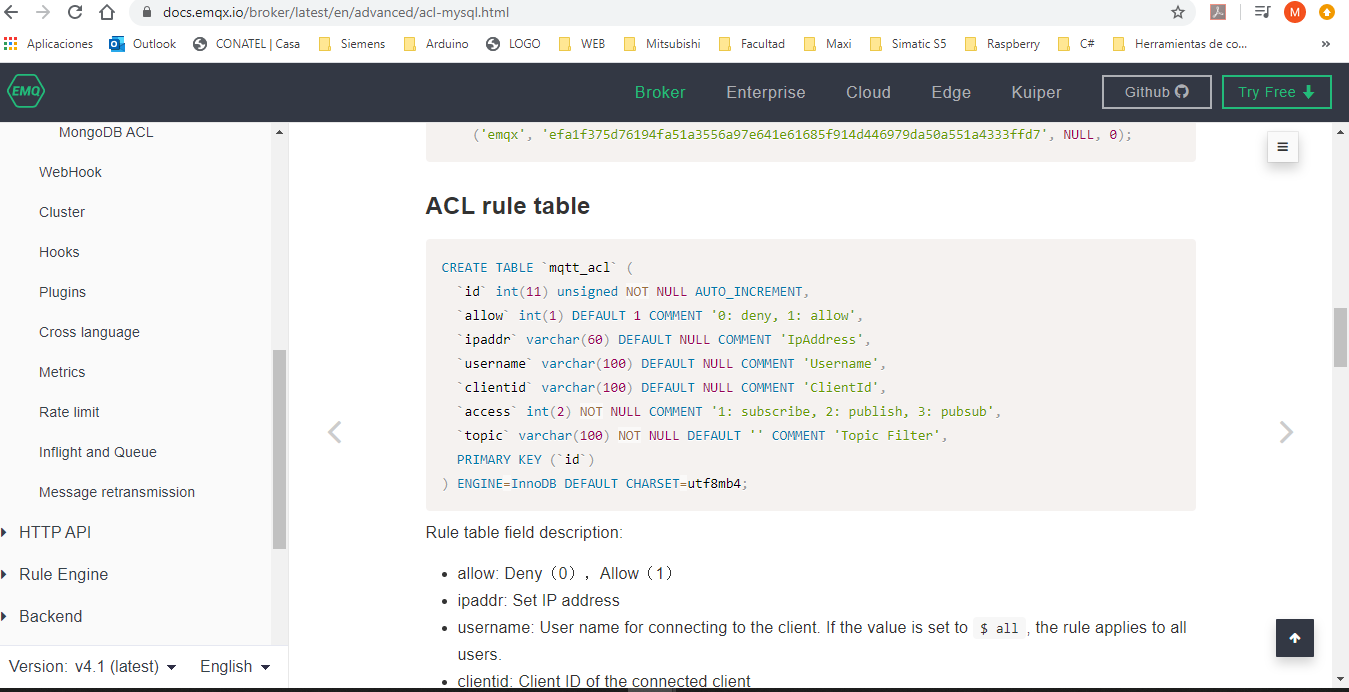 docs.emqx.io/broker/latest/en/advanced/acl-mysql.html
M
Aplicaciones Outlook CONATEL | Casa Siemens Arduino LOGO WEB Mitsubishi Facultad Maxi Simatic S5 Raspberry C# Herramientas de co... »
EMQ Broker Enterprise Cloud Edge Kuiper Github Try Free
MongoDB ACL
WebHook
Cluster
Hooks
Plugins
Cross language
Metrics
Rate limit
Inflight and Queue
Message retransmission
HTTP API
Rule Engine
Backend
Version: v4.1 (latest) English
('emqx', 'efa1f375d76194fa51a3556a97e641e61685f914d446979da50a551a4333ffd7', NULL, 0);
ACL rule table
CREATE TABLE `mqtt_acl` (
`id` int(11) unsigned NOT NULL AUTO_INCREMENT,
`allow` int(1) DEFAULT 1 COMMENT '0: deny, 1: allow',
`ipaddr` varchar(60) DEFAULT NULL COMMENT 'IpAddress',
`username` varchar(100) DEFAULT NULL COMMENT 'Username',
`clientid` varchar(100) DEFAULT NULL COMMENT 'ClientId',
`access` int(2) NOT NULL COMMENT '1: subscribe, 2: publish, 3: pubsub',
`topic` varchar(100) NOT NULL DEFAULT '' COMMENT 'Topic Filter',
PRIMARY KEY (`id`)
) ENGINE=InnoDB DEFAULT CHARSET=utf8mb4;
Rule table field description:
• allow: Deny（0），Allow（1）
• ipaddr: Set IP address
• username: User name for connecting to the client. If the value is set to $ all , the rule applies to all
users.
• clientid: Client ID of the connected client